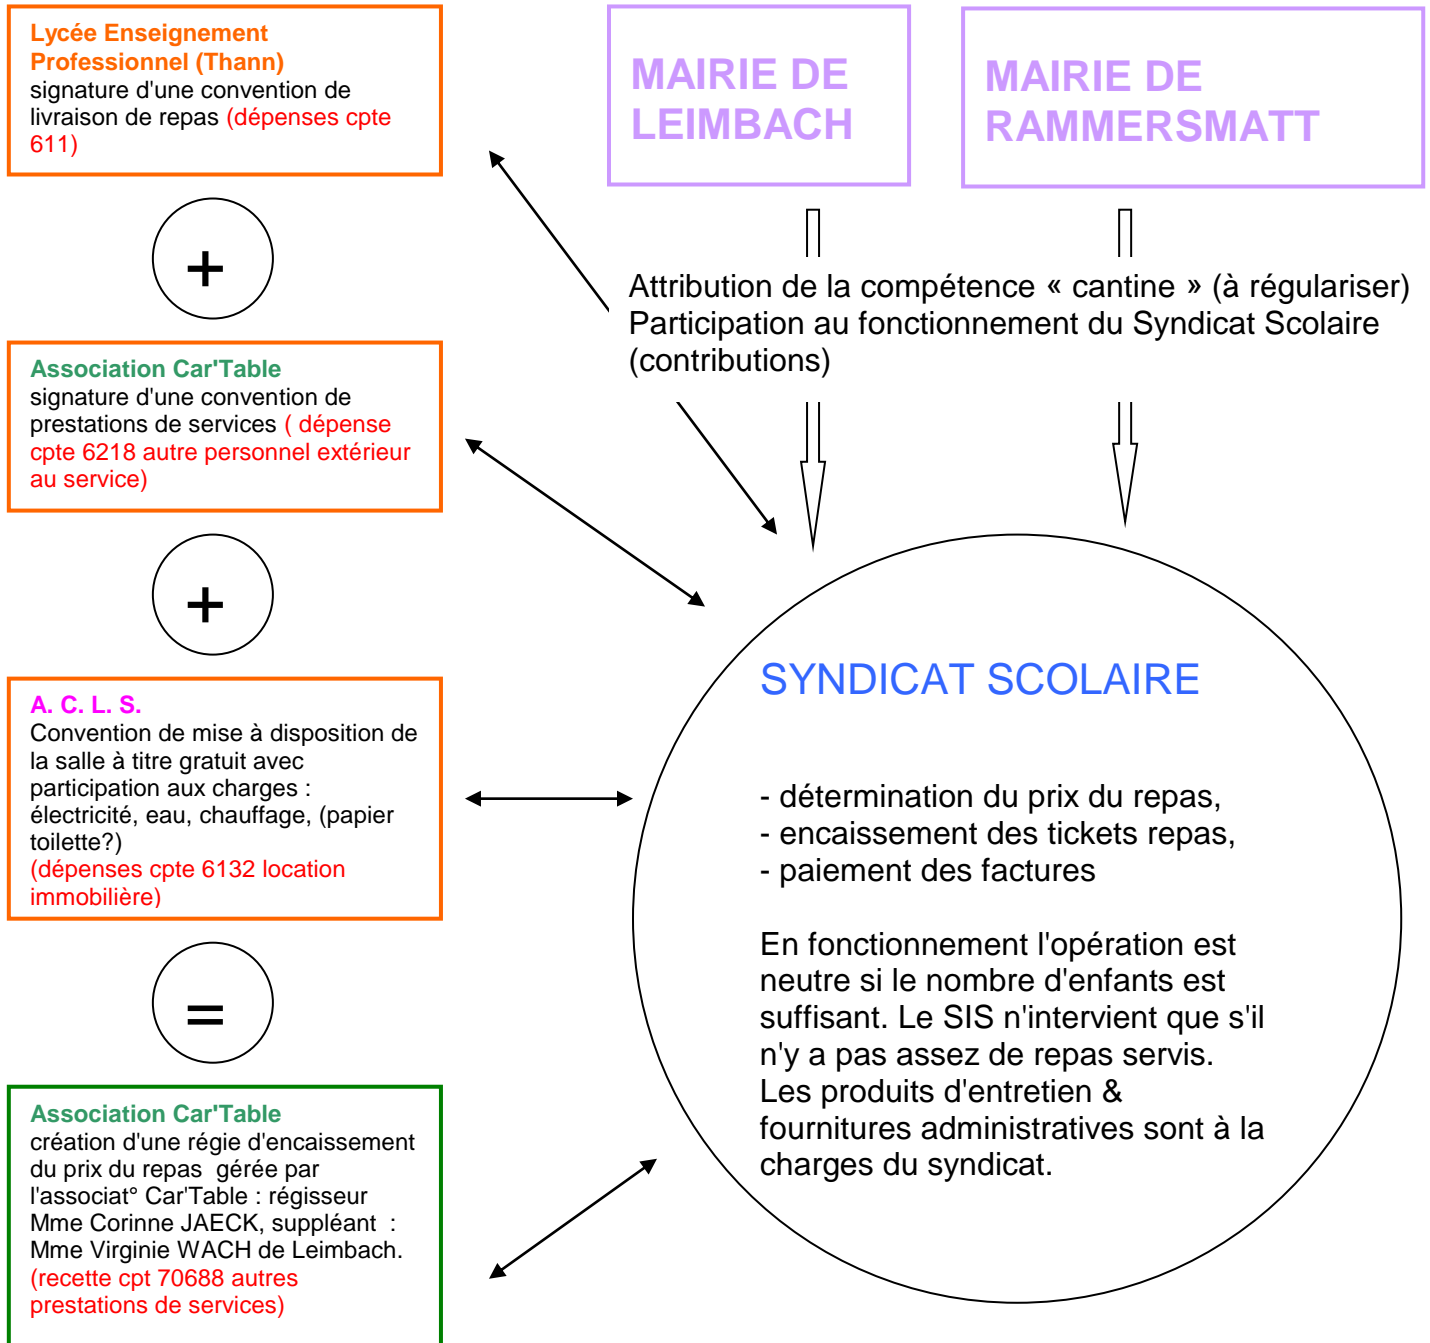 Lycée Enseignement
Professionnel (Thann)
signature d'une convention de
livraison de repas (dépenses cpte
611)
MAIRIE DE
LEIMBACH
MAIRIE DE
RAMMERSMATT
+
Attribution de la compétence « cantine » (à régulariser)
Participation au fonctionnement du Syndicat Scolaire
(contributions)
Association Car'Table
signature d'une convention de
prestations de services ( dépense
cpte 6218 autre personnel extérieur
au service)
+
A. C. L. S.
Convention de mise à disposition de
la salle à titre gratuit avec
participation aux charges :
électricité, eau, chauffage, (papier
toilette?)
(dépenses cpte 6132 location
immobilière)
=
Association Car'Table
création d'une régie d'encaissement
du prix du repas  gérée par
l'associat° Car'Table : régisseur
Mme Corinne JAECK, suppléant  :
Mme Virginie WACH de Leimbach.
(recette cpt 70688 autres
prestations de services)
SYNDICAT SCOLAIRE
- détermination du prix du repas,
- encaissement des tickets repas,
- paiement des factures
En fonctionnement l'opération est
neutre si le nombre d'enfants est
suffisant. Le SIS n'intervient que s'il
n'y a pas assez de repas servis.
Les produits d'entretien &
fournitures administratives sont à la
charges du syndicat.